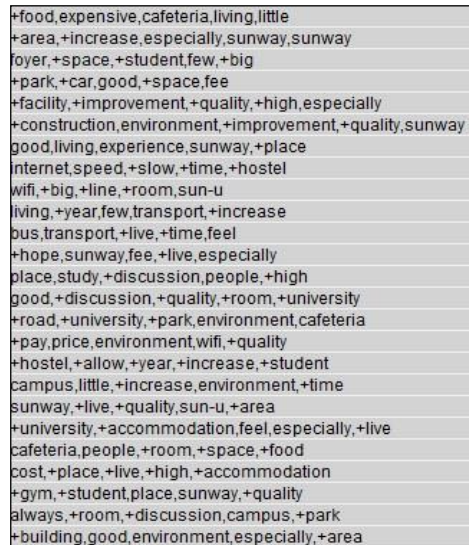 +food,expensive,cafeteria,living,little
+area,+increase,especially,sunway,sunway
foyer,+space,+student,few,+big
+park,+car,good,+space,fee
+facility,+improvement,+quality,+high,especially
+construction,environment,+improvement,+quality,sunway
good,living,experience,sunway,+place
internet,speed,+slow,+time,+hostel
wifi,+big,+line,+room,sun-u
living,+year,few,transport,+increase
bus,transport,+live,+time,feel
+hope,sunway,fee,+live,especially
place,study,+discussion,people,+high
good,+discussion,+quality,+room,+university
+road,+university,+park,environment,cafeteria
+pay,price,environment,wifi,+quality
+hostel,+allow,+year,+increase,+student
campus,little,+increase,environment,+time
sunway,+live,+quality,sun-u,+area
+university,+accommodation,feel,especially,+live
cafeteria,people,+room,+space,+food
cost,+place,+live,+high,+accommodation
+gym,+student,place,sunway,+quality
always,+room,+discussion,campus,+park
+building,good,environment,especially,+area